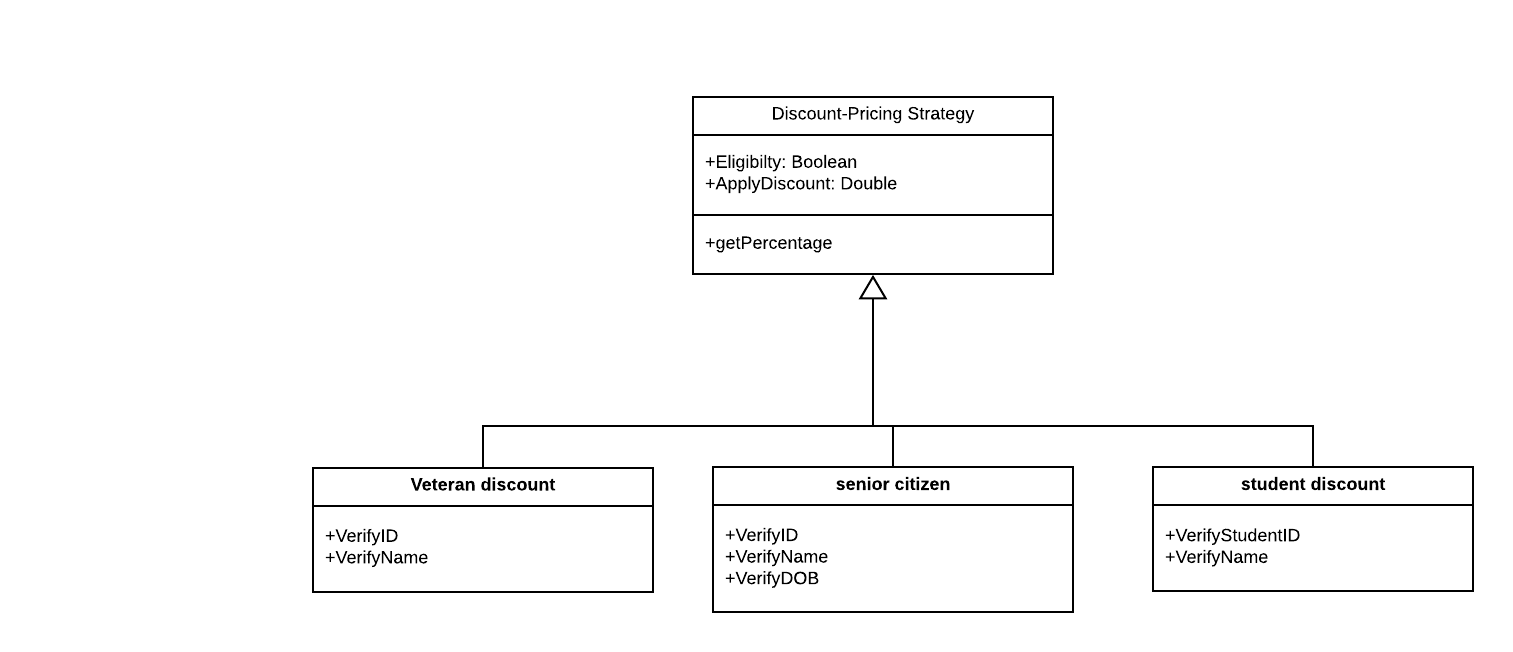 Discount-Pricing Strategy
+Eligibilty: Boolean
+ApplyDiscount: Double
+getPercentage
Veteran discount
+VerifyID
+VerifyName
senior citizen
+VerifyID
+VerifyName
+VerifyDOB
student discount
+VerifyStudentID
+VerifyName